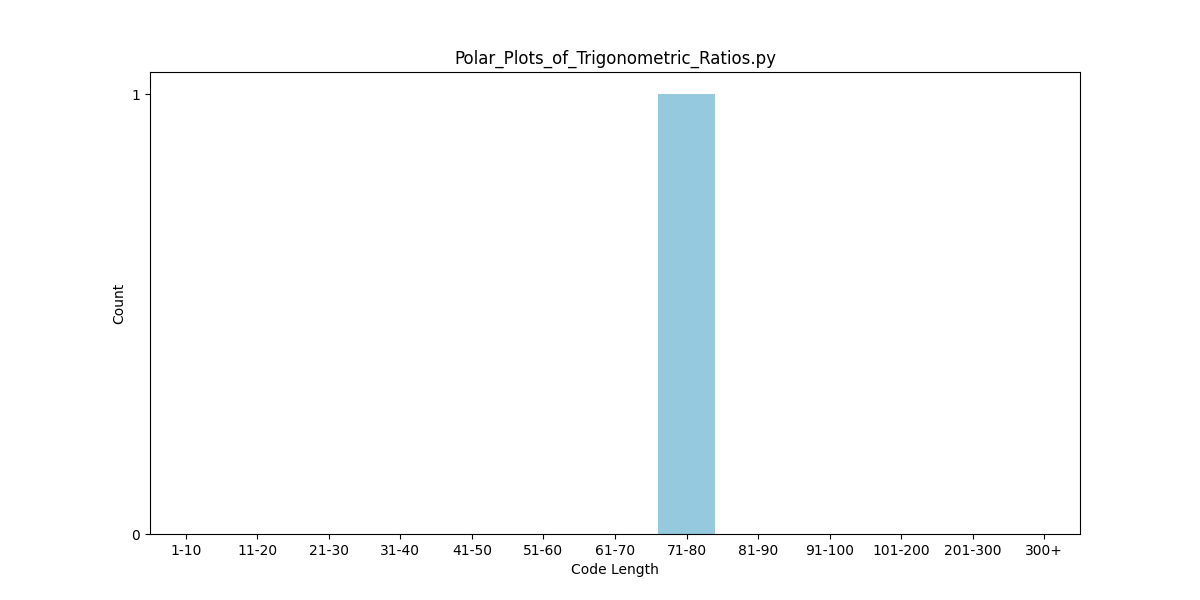 Polar_Plots_of_Trigonometric_Ratios.py
1
Count
0
1-10 11-20 21-30 31-40 41-50 51-60 61-70 71-80 81-90 91-100 101-200 201-300 300+
Code Length